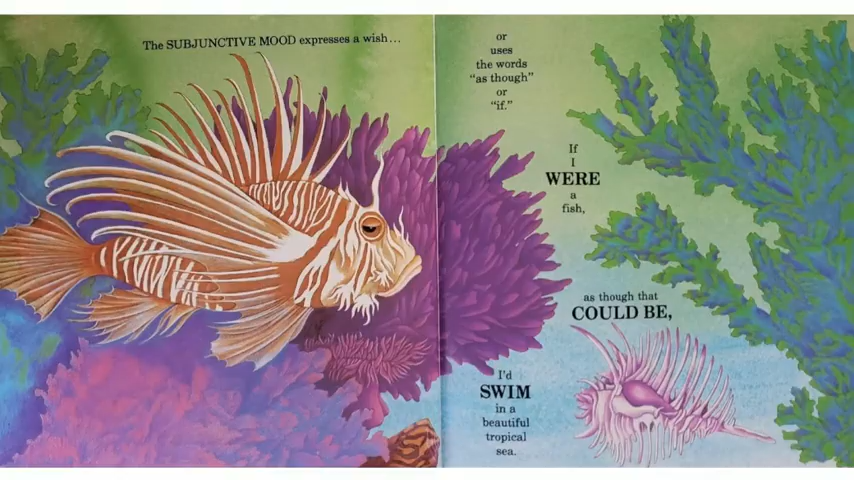 The SUBJUNCTIVE MOOD expresses a wish...
or
uses
the words
"as though"
or
"if."
If
I
WERE
a
fish,
as though that
COULD BE,
I'd
SWIM
in a
beautiful
tropical
sea.